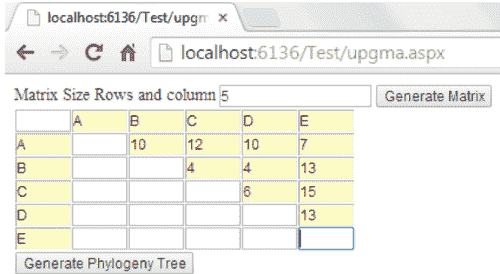 localhost:6136/Test/upgm
localhost:6136/Test/upgma.aspx
Matrix Size Rows and column 5 Generate Matrix
A B C D E
A 10 12 10 7
B 4 4 13
C 6 15
D 13
E
Generate Phylogeny Tree